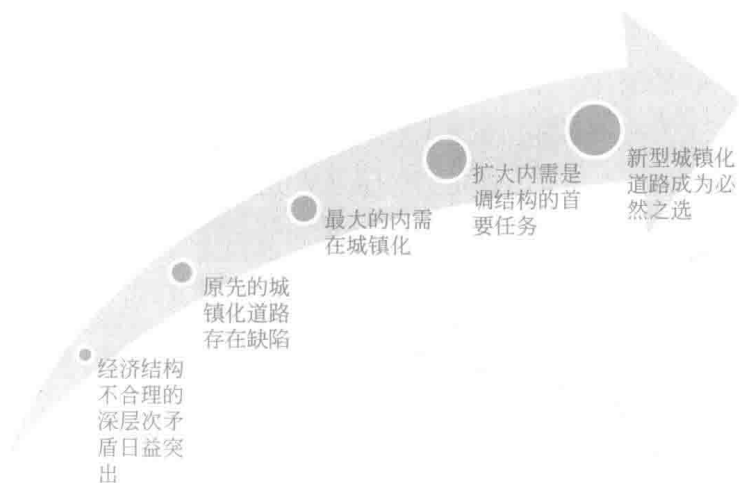 经济结构
不合理的
深层次矛
盾日益突
出
原先的城
镇化道路
存在缺陷
最大的内需
在城镇化
扩大内需是
调结构的首
要任务
新型城镇化
道路成为必
然之选